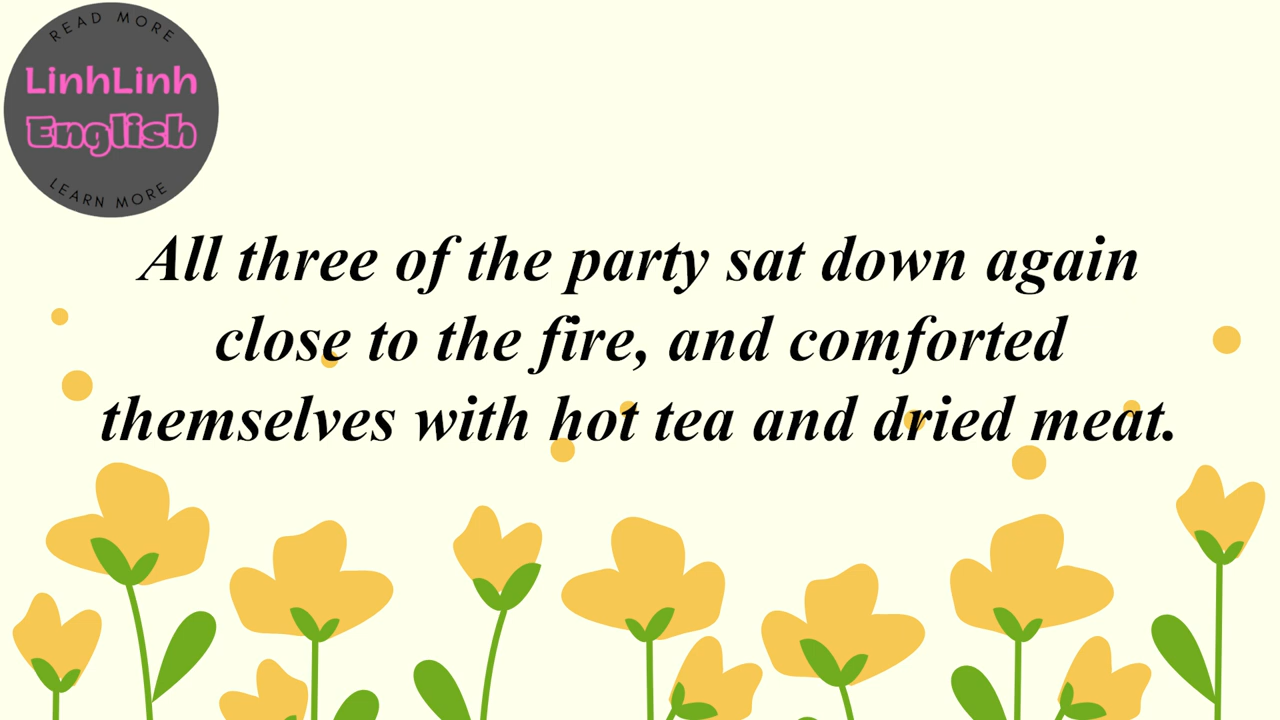 READ MORE
LinhLinh
English
LEARN MORE
All three of the party sat down again
close to the fire, and comforted
themselves with hot tea and dried meat.